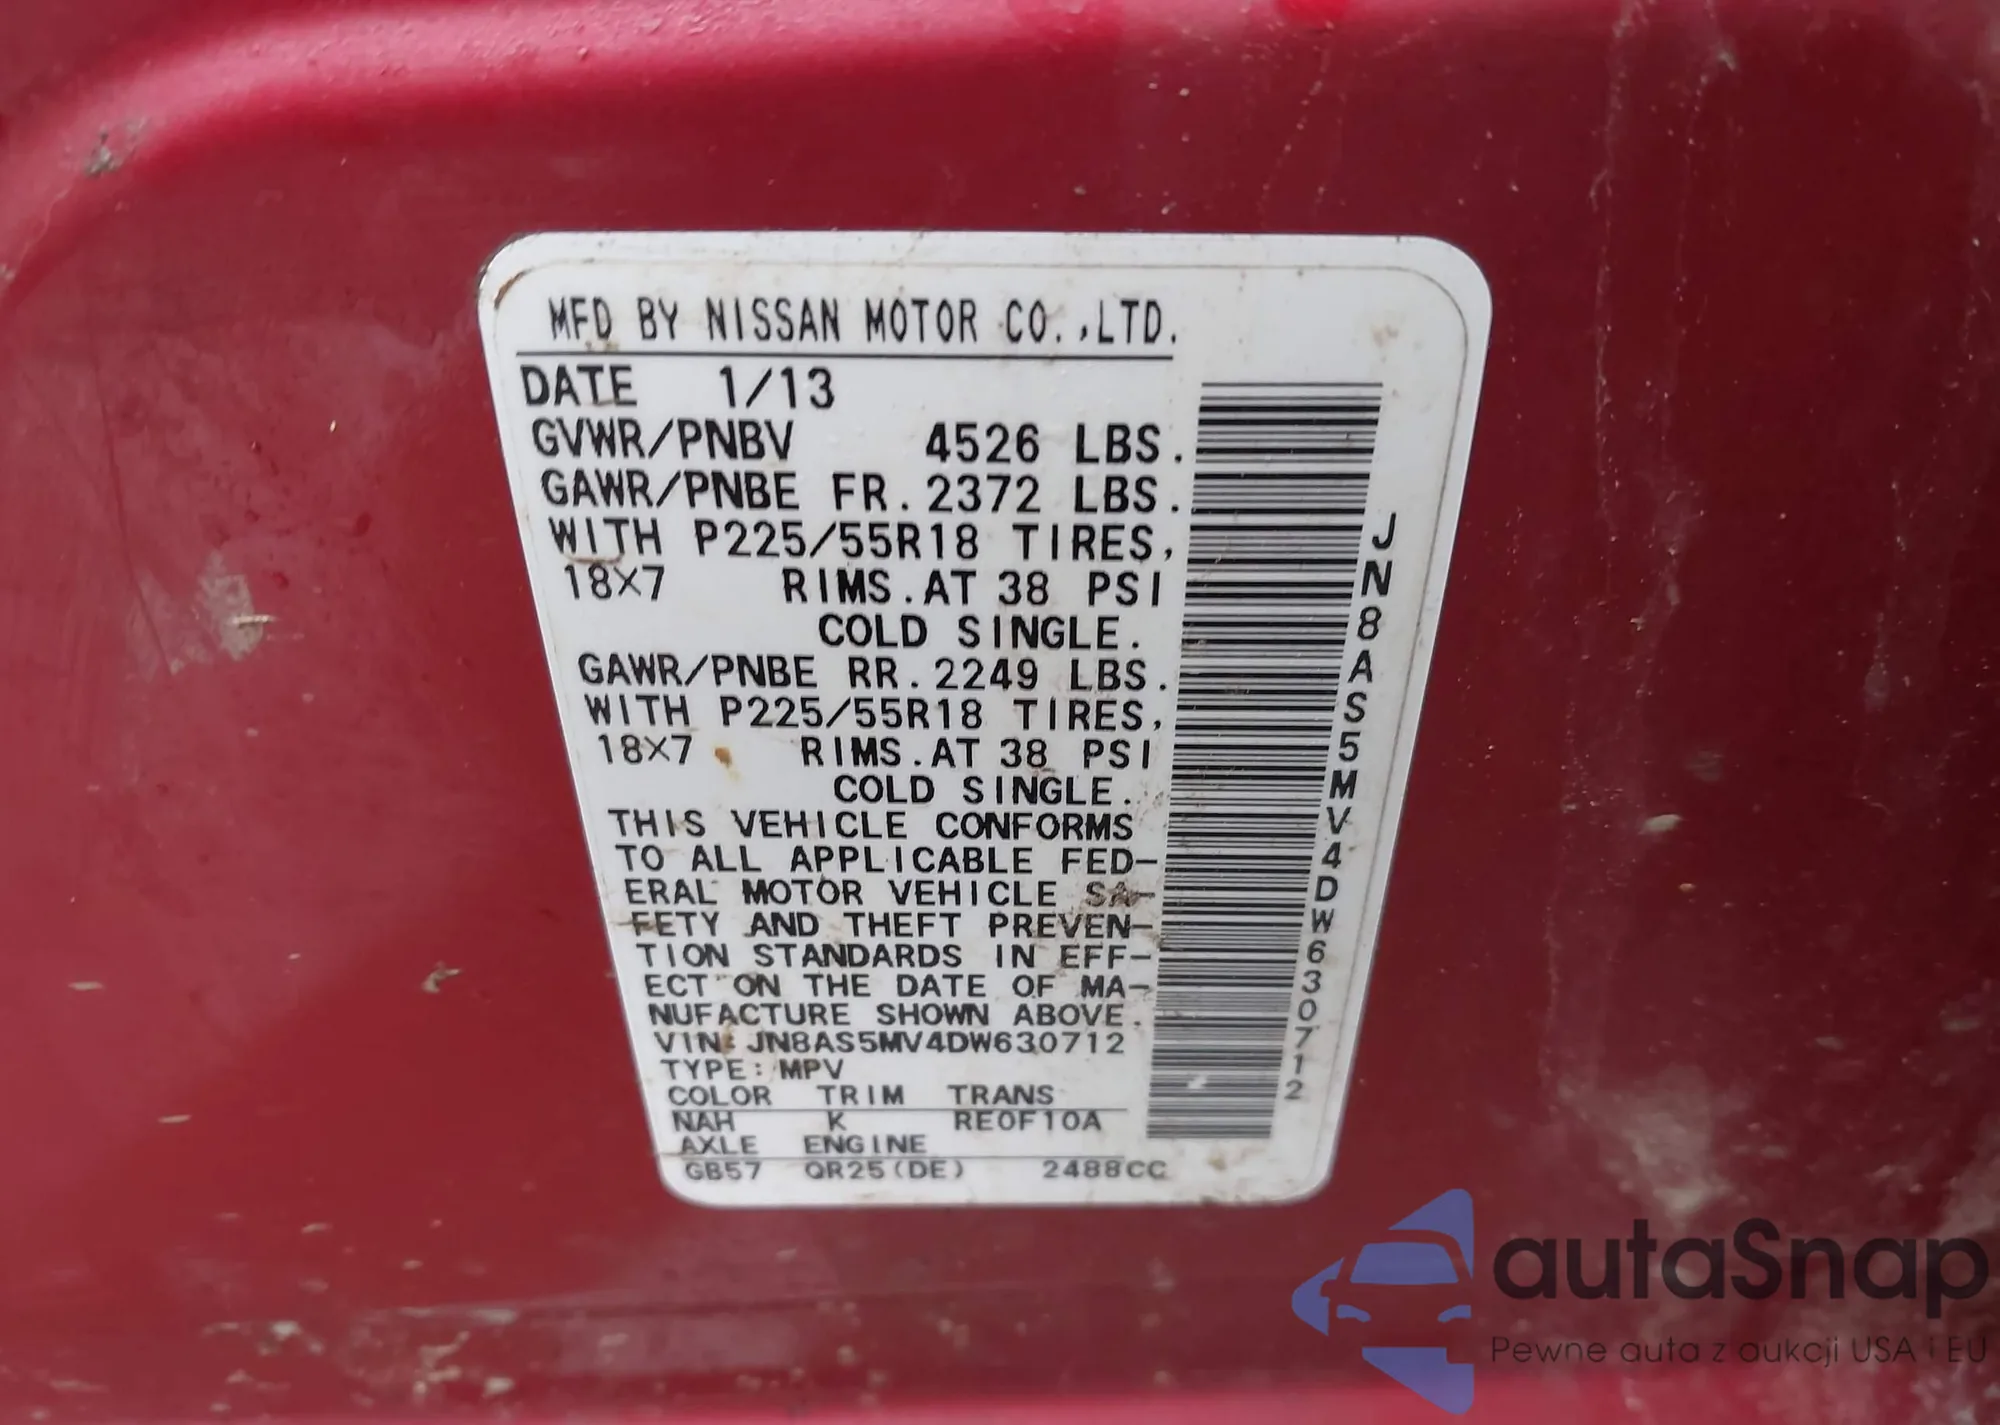 MFD BY NISSAN MOTOR CO.,LTD.
DATE 1/13
GVWR/PNBV 4526 LBS.
GAWR/PNBE FR. 2372 LBS.
WITH P225/55R18 TIRES,
18×7 RIMS. AT 38 PSI
COLD SINGLE.
GAWR/PNBE RR. 2249 LBS.
WITH P225/55R18 TIRES,
18×7 RIMS. AT 38 PSI
COLD SINGLE.
THIS VEHICLE CONFORMS
TO ALL APPLICABLE FED-
ERAL MOTOR VEHICLE SA-
FETY AND THEFT PREVEN-
TION STANDARDS IN EFF-
ECT ON THE DATE OF MA-
NUFACTURE SHOWN ABOVE.
VIN: JN8AS5MV4DW630712
TYPE: MPV
COLOR TRIM TRANS
NAH K RE0F10A
AXLE ENGINE
GB57 QR25(DE) 2488CC
JN8AS5MV4DW630712
autaSnap
Pewne auta z aukcji USA i EU